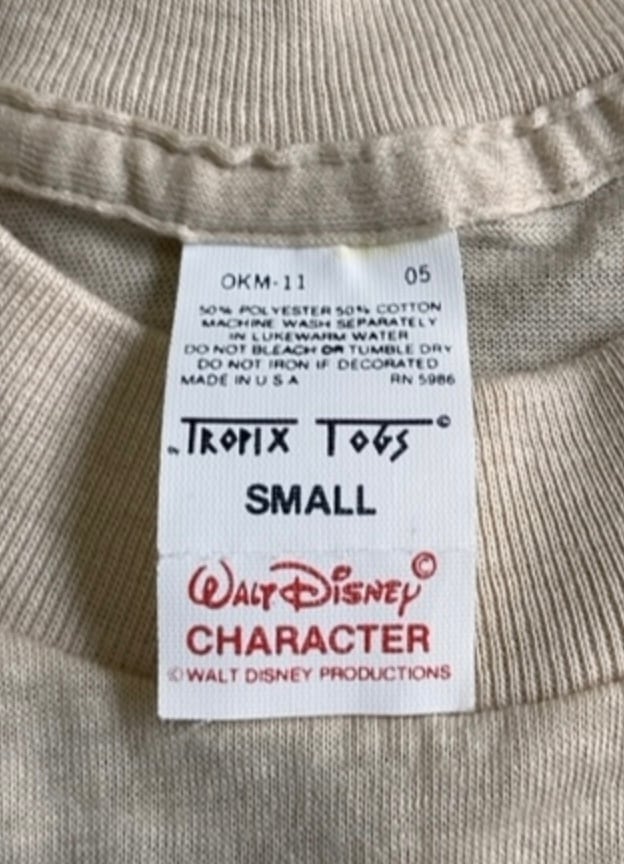 OKM-11 05
50% POLYESTER 50% COTTON
MACHINE WASH SEPARATELY
IN LUKEWARM WATER
DO NOT BLEACH OR TUMBLE DRY
DO NOT IRON IF DECORATED
MADE IN U S A RN 5986
TROPIX TOGS ©
SMALL
WALT DISNEY ©
CHARACTER
© WALT DISNEY PRODUCTIONS